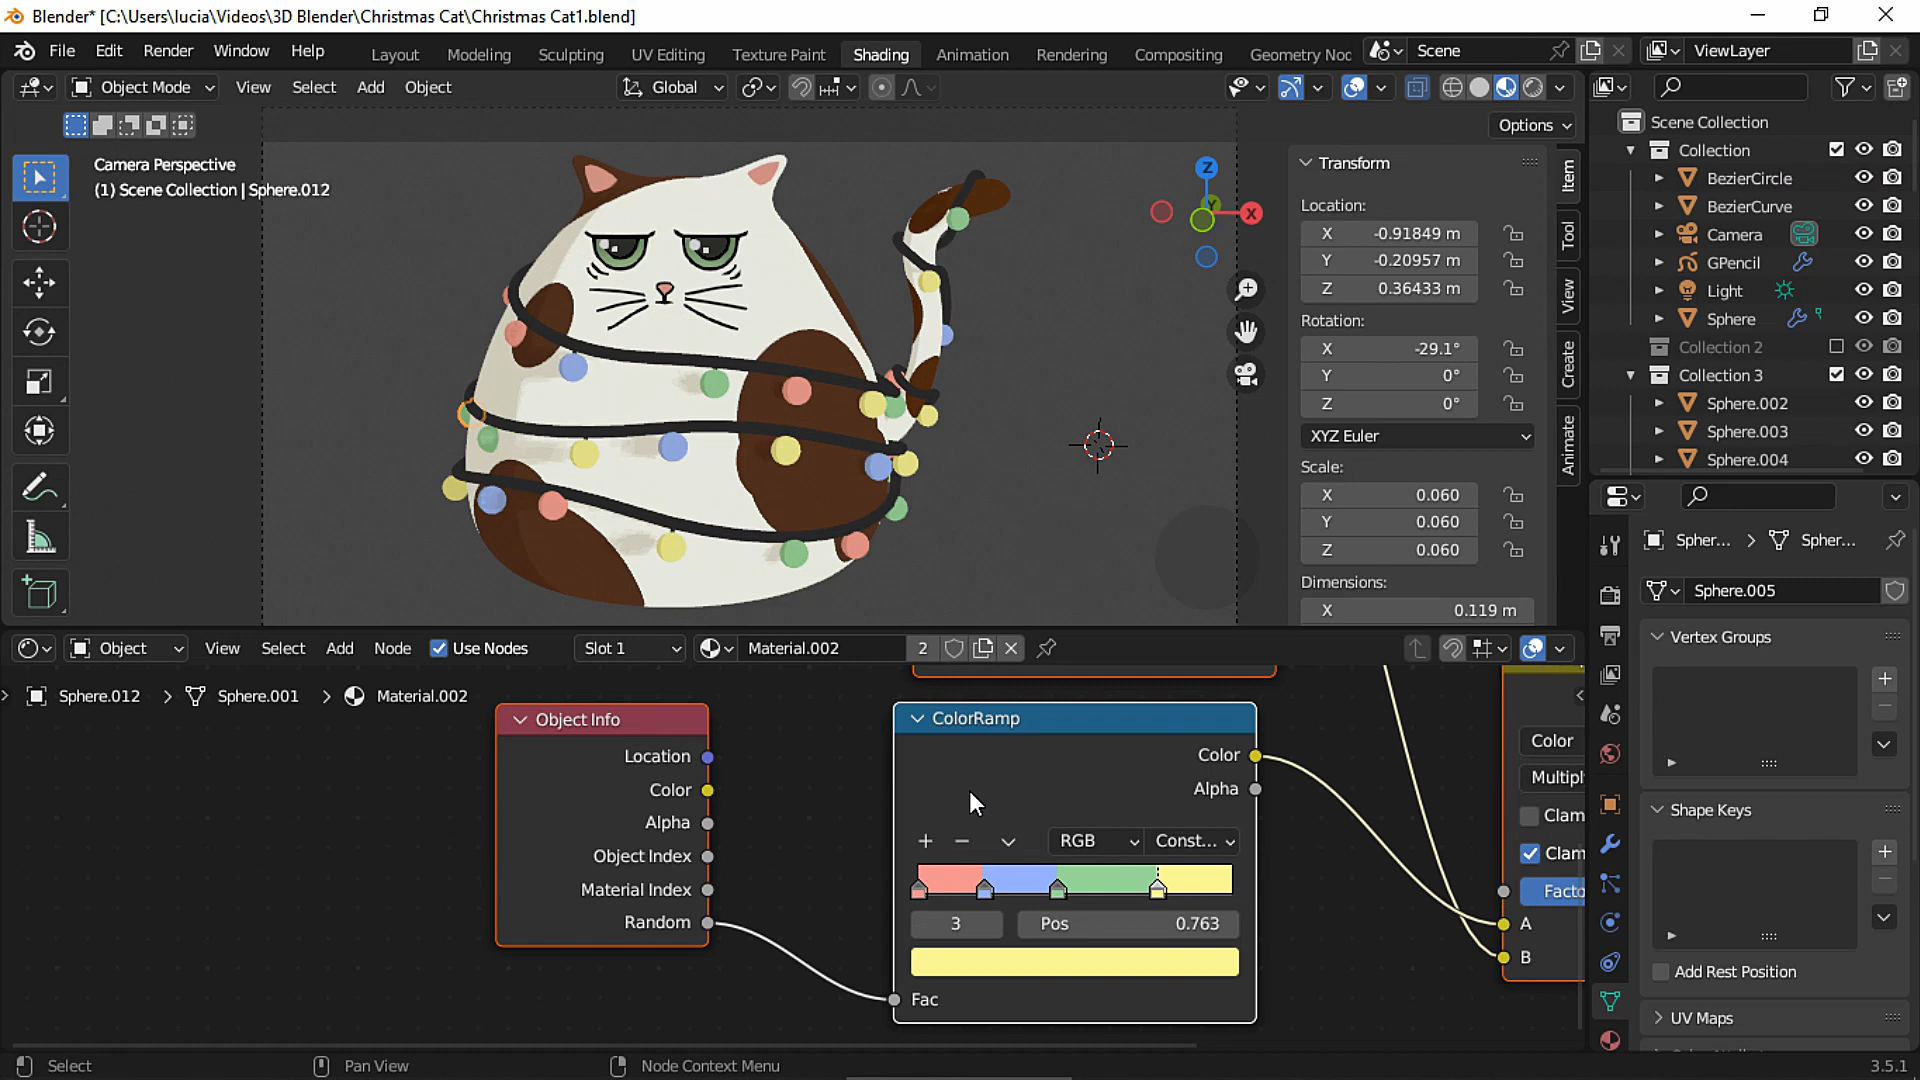 Blender* [C:\Users\lucia\Videos\3D Blender\Christmas Cat\Christmas Cat1.blend]
File Edit Render Window Help
Layout Modeling Sculpting UV Editing Texture Paint Shading Animation Rendering Compositing Geometry Noc
Scene
ViewLayer
Object Mode View Select Add Object
Global
Options
Camera Perspective
(1) Scene Collection | Sphere.012
Z
Y
X
Transform
Location:
X -0.91849 m
Y -0.20957 m
Z 0.36433 m
Rotation:
X -29.1°
Y 0°
Z 0°
XYZ Euler
Scale:
X 0.060
Y 0.060
Z 0.060
Dimensions:
X 0.119 m
Item
Tool
View
Create
Animate
Scene Collection
Collection
BezierCircle
BezierCurve
Camera
GPencil
Light
Sphere
Collection 2
Collection 3
Sphere.002
Sphere.003
Sphere.004
Spher... > Spher...
Sphere.005
Vertex Groups
Shape Keys
Add Rest Position
UV Maps
Object View Select Add Node Use Nodes Slot 1 Material.002 2
Sphere.012 > Sphere.001 > Material.002
Object Info
Location
Color
Alpha
Object Index
Material Index
Random
ColorRamp
Color
Alpha
+ − RGB Const...
3 Pos 0.763
Fac
Color
Multipl
Clam
Clam
Facto
A
B
Select Pan View Node Context Menu 3.5.1